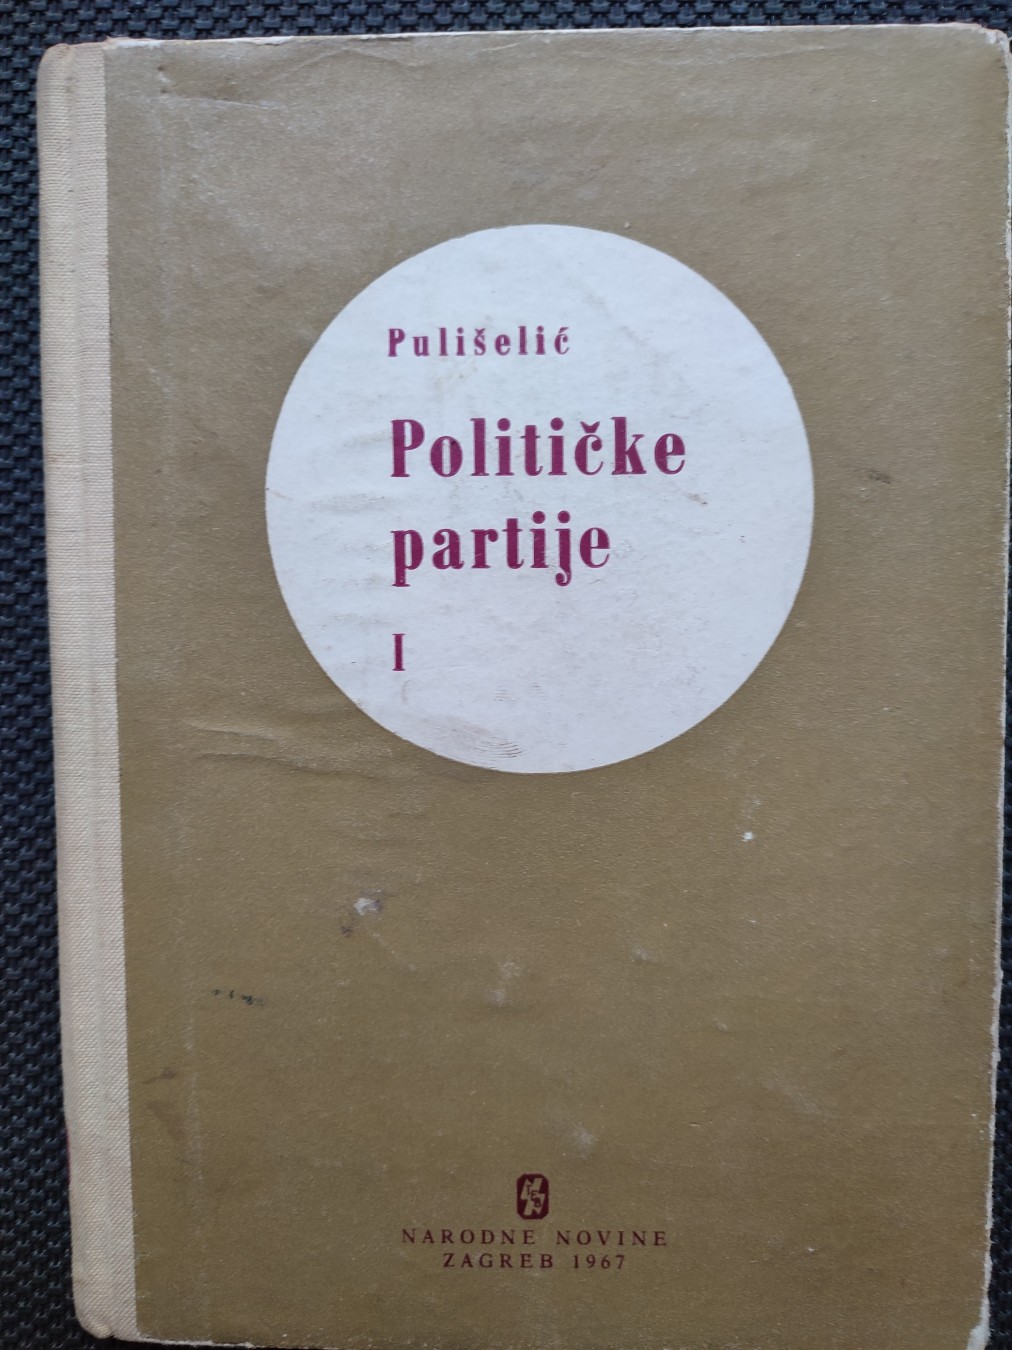 Pulišelić
Političke
partije
I
NARODNE NOVINE
ZAGREB 1967